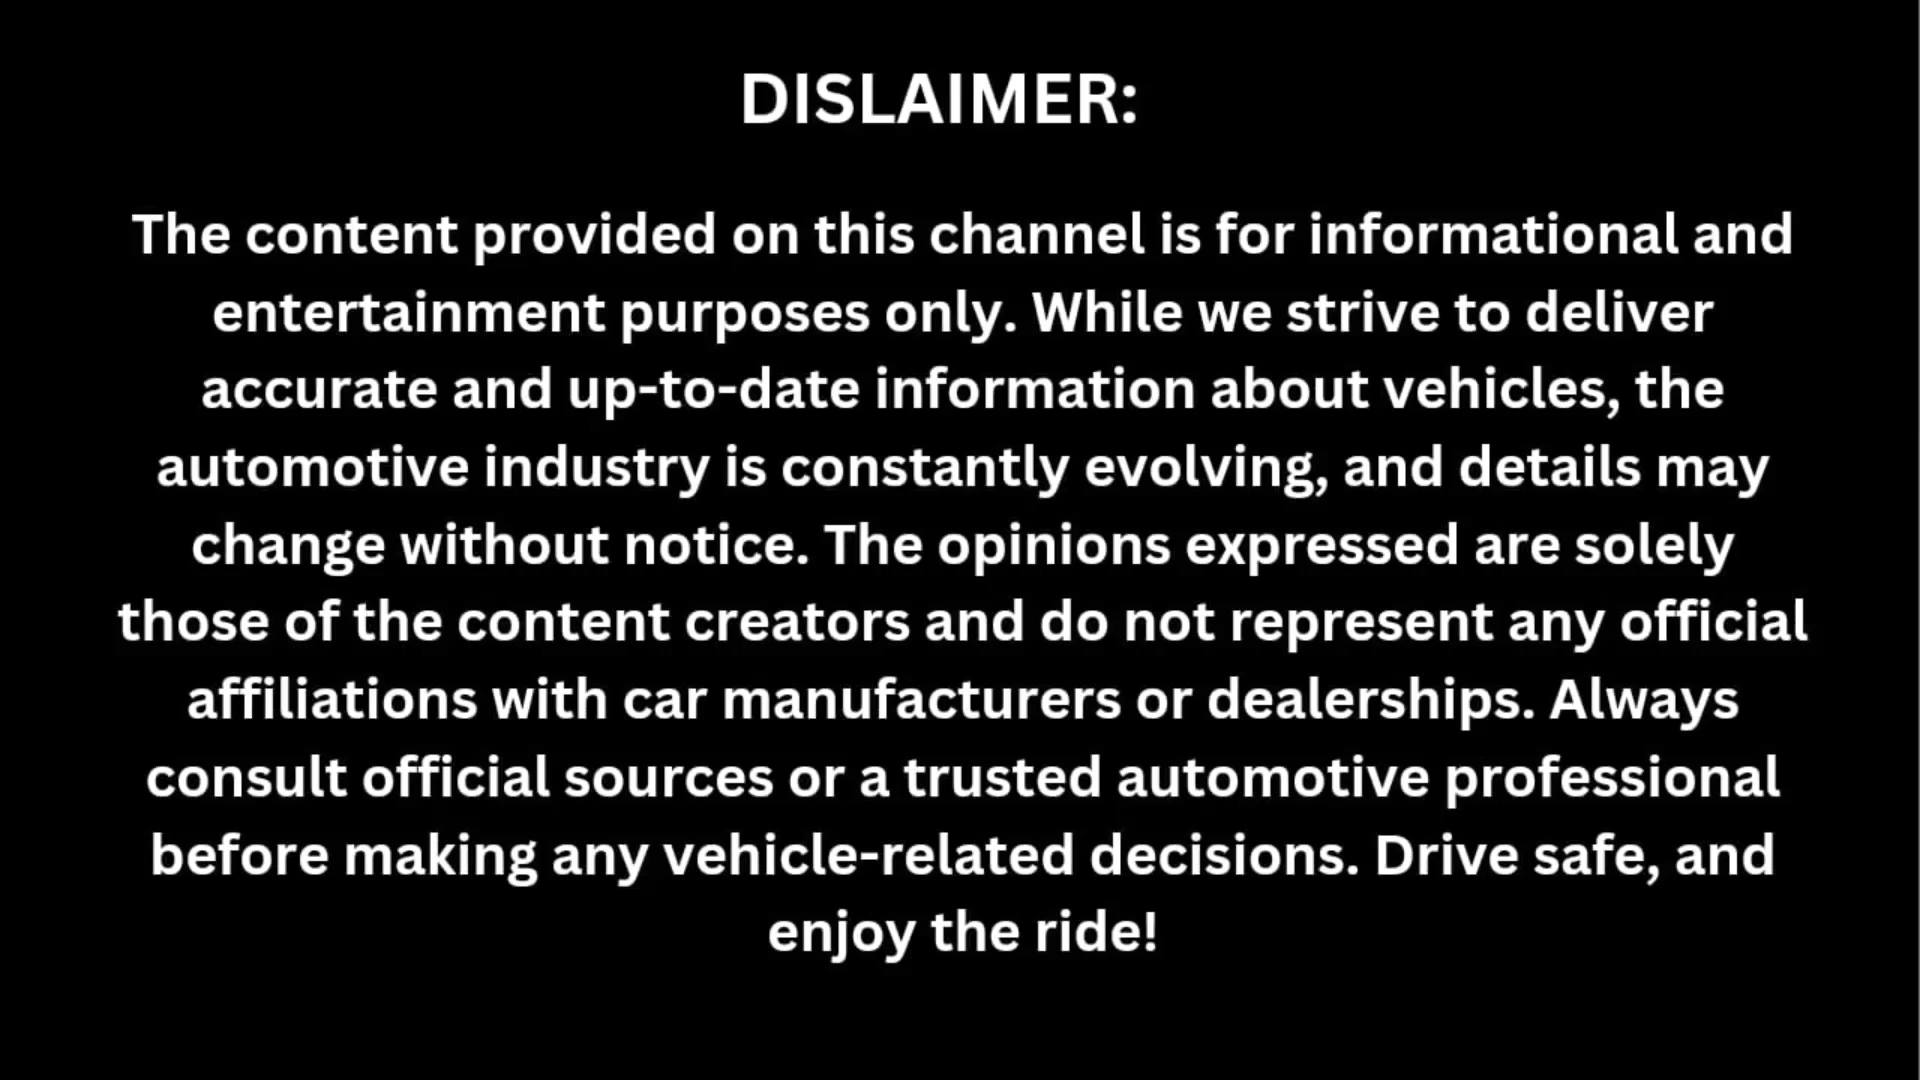 DISLAIMER:
The content provided on this channel is for informational and
entertainment purposes only. While we strive to deliver
accurate and up-to-date information about vehicles, the
automotive industry is constantly evolving, and details may
change without notice. The opinions expressed are solely
those of the content creators and do not represent any official
affiliations with car manufacturers or dealerships. Always
consult official sources or a trusted automotive professional
before making any vehicle-related decisions. Drive safe, and
enjoy the ride!